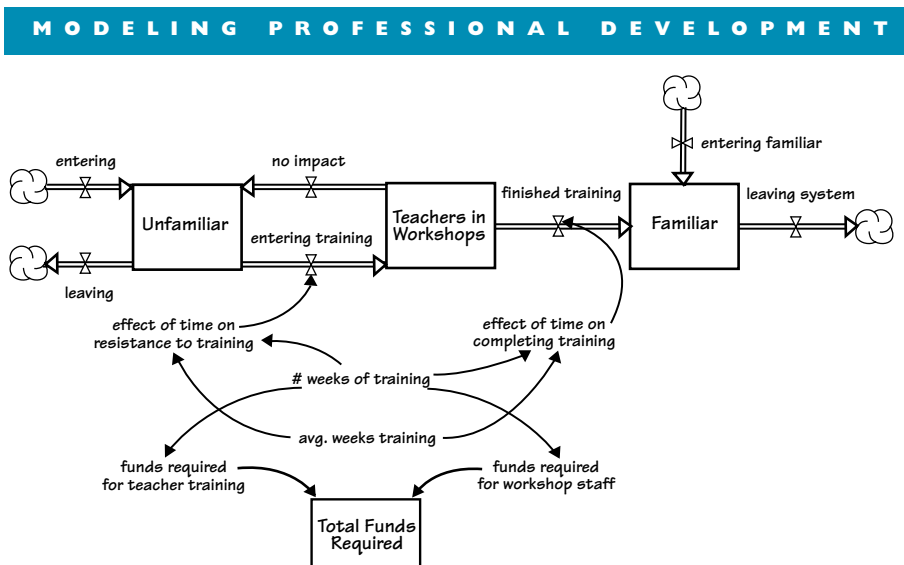 MODELING PROFESSIONAL DEVELOPMENT
entering
no impact
entering familiar
Unfamiliar
Teachers in
Workshops
finished training
Familiar
leaving system
entering training
leaving
effect of time on
resistance to training
effect of time on
completing training
# weeks of training
avg. weeks training
funds required
for teacher training
funds required
for workshop staff
Total Funds
Required